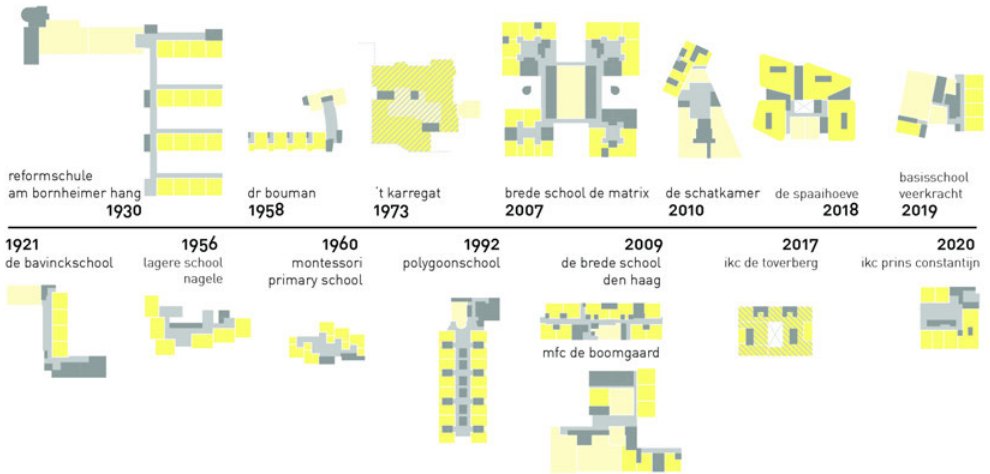 reformschule
am bornheimer hang
1930
dr bouman
1958
't karregat
1973
brede school de matrix
2007
de schatkamer
2010
de spaaihoeve
2018
basisschool
veerkracht
2019
1921
de bavinckschool
1956
lagere school
nagele
1960
montessori
primary school
1992
polygoonschool
2009
de brede school
den haag
mfc de boomgaard
2017
ikc de toverberg
2020
ikc prins constantijn